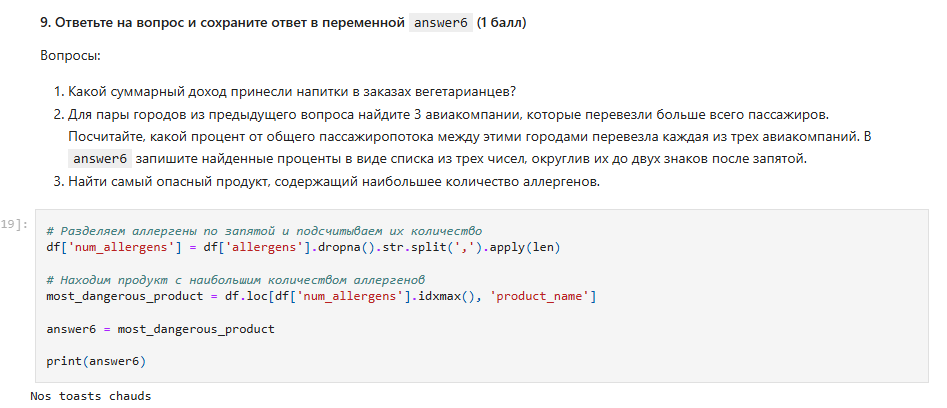 9. Ответьте на вопрос и сохраните ответ в переменной answer6 (1 балл)
Вопросы:
1. Какой суммарный доход принесли напитки в заказах вегетарианцев?
2. Для пары городов из предыдущего вопроса найдите 3 авиакомпании, которые перевезли больше всего пассажиров.
Посчитайте, какой процент от общего пассажиропотока между этими городами перевезла каждая из трех авиакомпаний. В
answer6 запишите найденные проценты в виде списка из трех чисел, округлив их до двух знаков после запятой.
3. Найти самый опасный продукт, содержащий наибольшее количество аллергенов.
19]:
# Разделяем аллергены по запятой и подсчитываем их количество
df['num_allergens'] = df['allergens'].dropna().str.split(',').apply(len)
# Находим продукт с наибольшим количеством аллергенов
most_dangerous_product = df.loc[df['num_allergens'].idxmax(), 'product_name']
answer6 = most_dangerous_product
print(answer6)
Nos toasts chauds